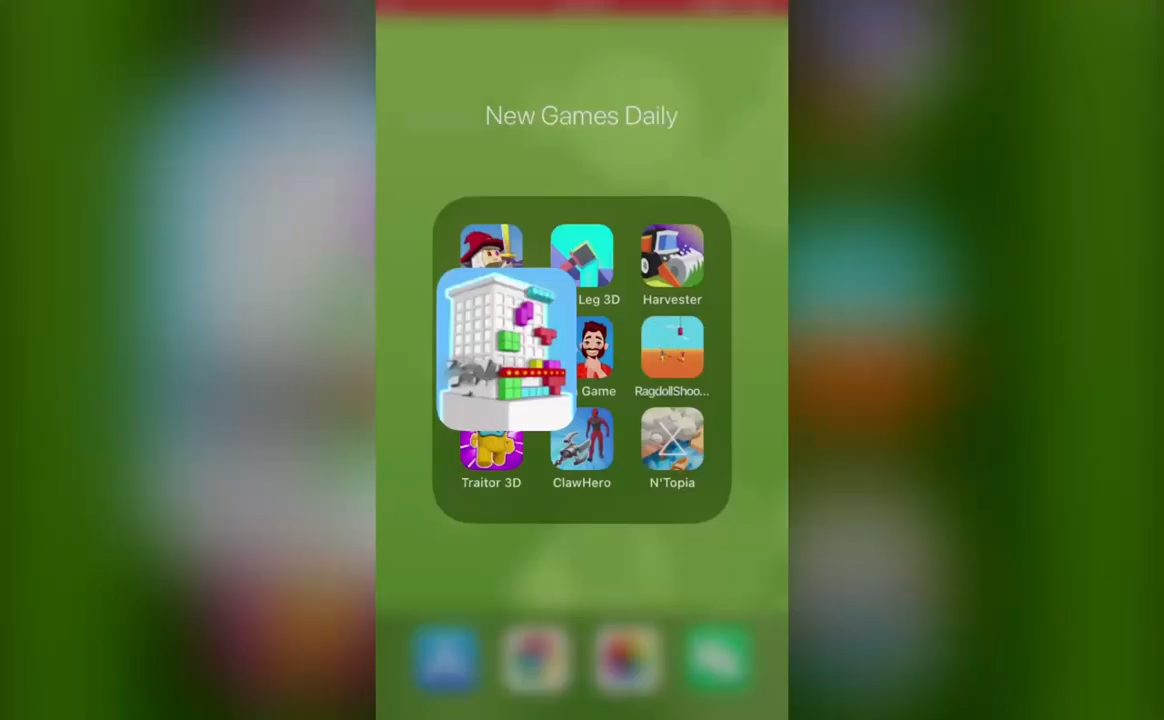 New Games Daily
Leg 3D
Harvester
Game
RagdollShoo...
Traitor 3D
ClawHero
N'Topia